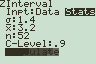 ZInterval
Inpt:Data Stats
σ:1.4
x̄:3.2
n:52
C-Level:.9
Calculate